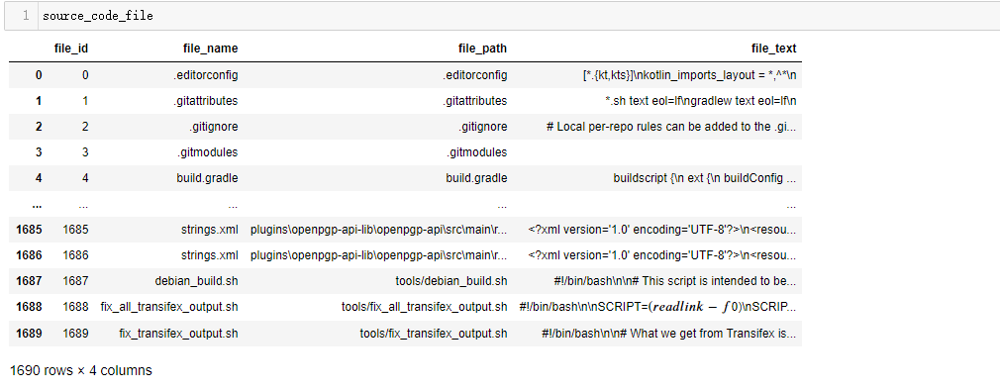 1 source_code_file
file_id file_name file_path file_text
0 0 .editorconfig .editorconfig [*.{kt,kts}]\nkotlin_imports_layout = *,^*\n
1 1 .gitattributes .gitattributes *.sh text eol=lf\ngradlew text eol=lf\n
2 2 .gitignore .gitignore # Local per-repo rules can be added to the .gi...
3 3 .gitmodules .gitmodules
4 4 build.gradle build.gradle buildscript {\n ext {\n buildConfig ...
... ... ... ... ...
1685 1685 strings.xml plugins\openpgp-api-lib\openpgp-api\src\main\r... <?xml version='1.0' encoding='UTF-8'?>\n<resou...
1686 1686 strings.xml plugins\openpgp-api-lib\openpgp-api\src\main\r... <?xml version='1.0' encoding='UTF-8'?>\n<resou...
1687 1687 debian_build.sh tools/debian_build.sh #!/bin/bash\n\n# This script is intended to be...
1688 1688 fix_all_transifex_output.sh tools/fix_all_transifex_output.sh #!/bin/bash\n\nSCRIPT=(readlink − f0)\nSCRIP...
1689 1689 fix_transifex_output.sh tools/fix_transifex_output.sh #!/bin/bash\n\n# What we get from Transifex is...
1690 rows × 4 columns